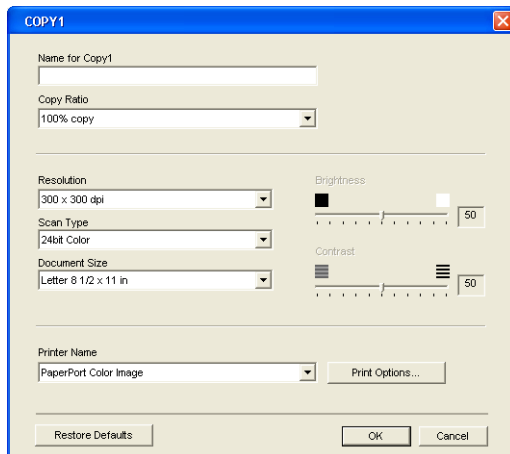 COPY1
Name for Copy1
Copy Ratio
100% copy
Resolution
300 x 300 dpi
Scan Type
24bit Color
Document Size
Letter 8 1/2 x 11 in
Brightness
50
Contrast
50
Printer Name
PaperPort Color Image
Print Options...
Restore Defaults
OK
Cancel